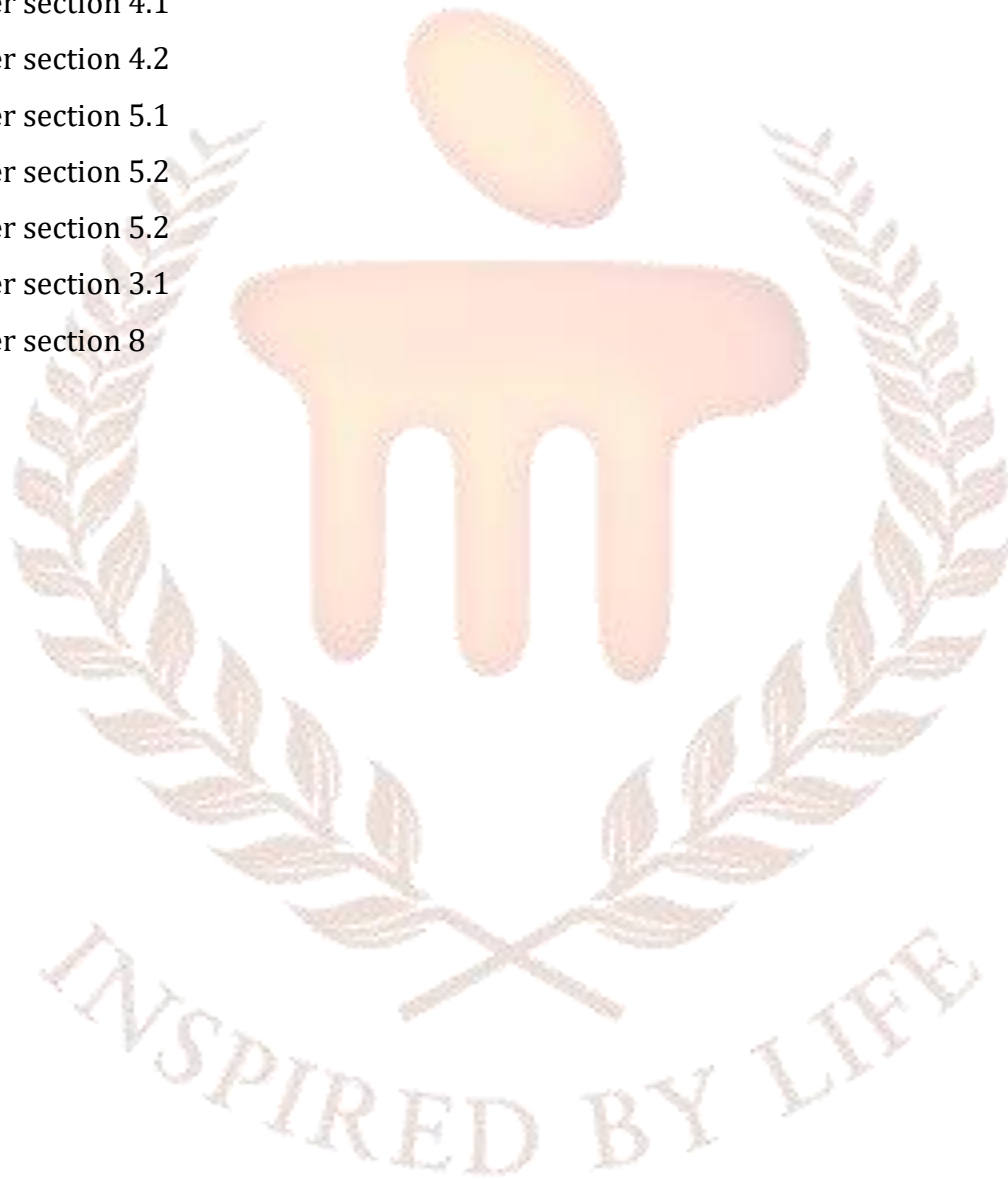 er section 4.1
er section 4.2
er section 5.1
er section 5.2
er section 5.2
er section 3.1
er section 8
INSPIRED BY LIFE